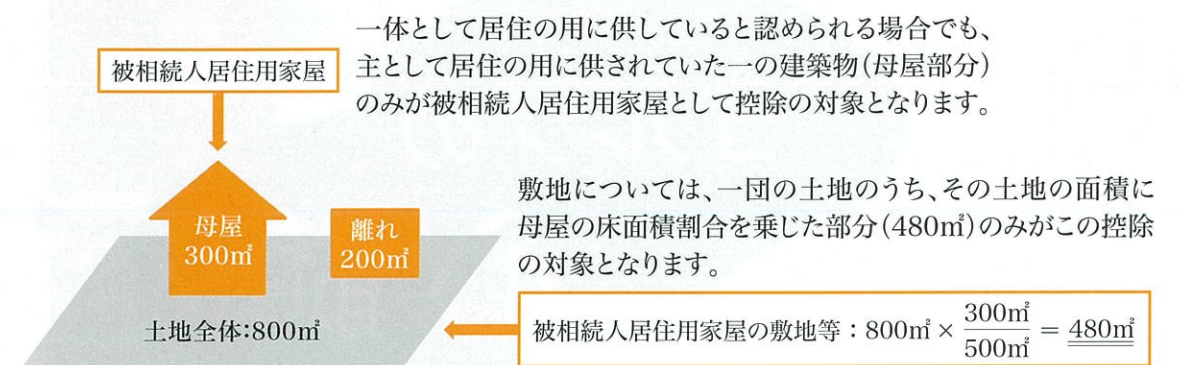 一体として居住の用に供していると認められる場合でも、
被相続人居住用家屋
主として居住の用に供されていた一の建築物(母屋部分)
のみが被相続人居住用家屋として控除の対象となります。
敷地については、一団の土地のうち、その土地の面積に
母屋の床面積割合を乗じた部分(480㎡)のみがこの控除
の対象となります。
母屋
300㎡
離れ
200㎡
土地全体:800㎡
被相続人居住用家屋の敷地等:800㎡ × 300㎡/500㎡ = 480㎡